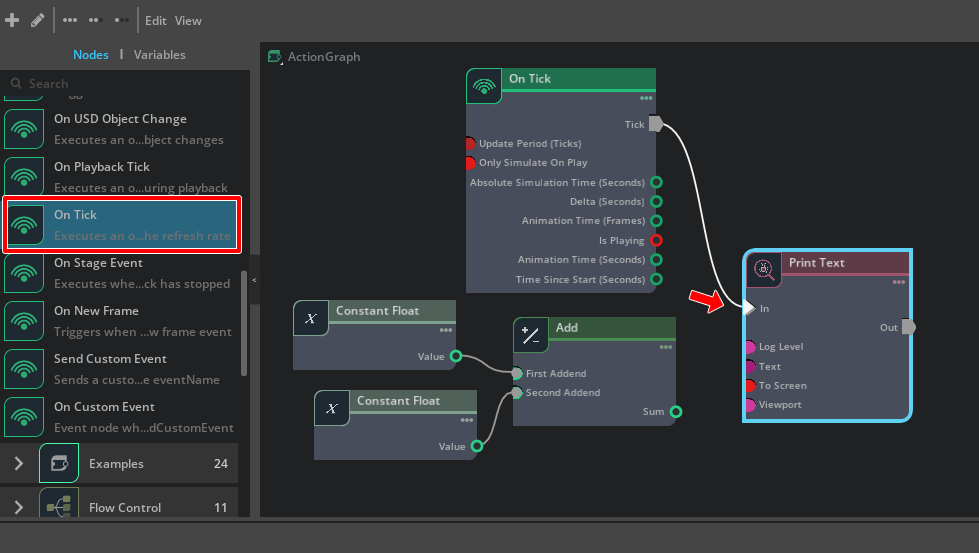 Edit View
Nodes | Variables
Search
On USD Object Change
Executes an o...bject changes
On Playback Tick
Executes an o...uring playback
On Tick
Executes an o...he refresh rate
On Stage Event
Executes whe...ck has stopped
On New Frame
Triggers when ...w frame event
Send Custom Event
Sends a custo...e eventName
On Custom Event
Event node wh...dCustomEvent
Examples 24
Flow Control 11
<
ActionGraph
On Tick
Tick
Update Period (Ticks)
Only Simulate On Play
Absolute Simulation Time (Seconds)
Delta (Seconds)
Animation Time (Frames)
Is Playing
Animation Time (Seconds)
Time Since Start (Seconds)
X
Constant Float
Value
X
Constant Float
Value
Add
First Addend
Second Addend
Sum
Print Text
In
Out
Log Level
Text
To Screen
Viewport